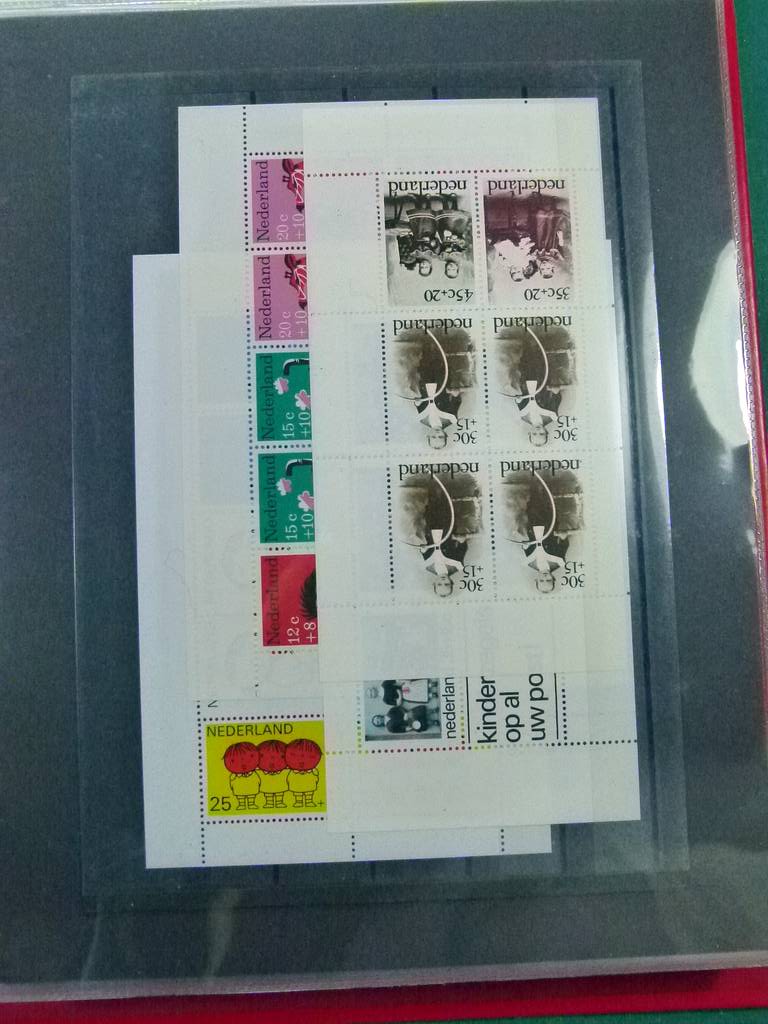 Nederland
20 c
+10
Nederland
20 c
+10
Nederland
15 c
+10
Nederland
15 c
+10
Nederland
12 c
+8
nederland
45c+20
nederland
35c+20
nederland
30c
+15
nederland
30c
+15
nederland
30c
+15
nederland
30c
+15
nederlan
kinder
op al
uw po
N
NEDERLAND
25 +